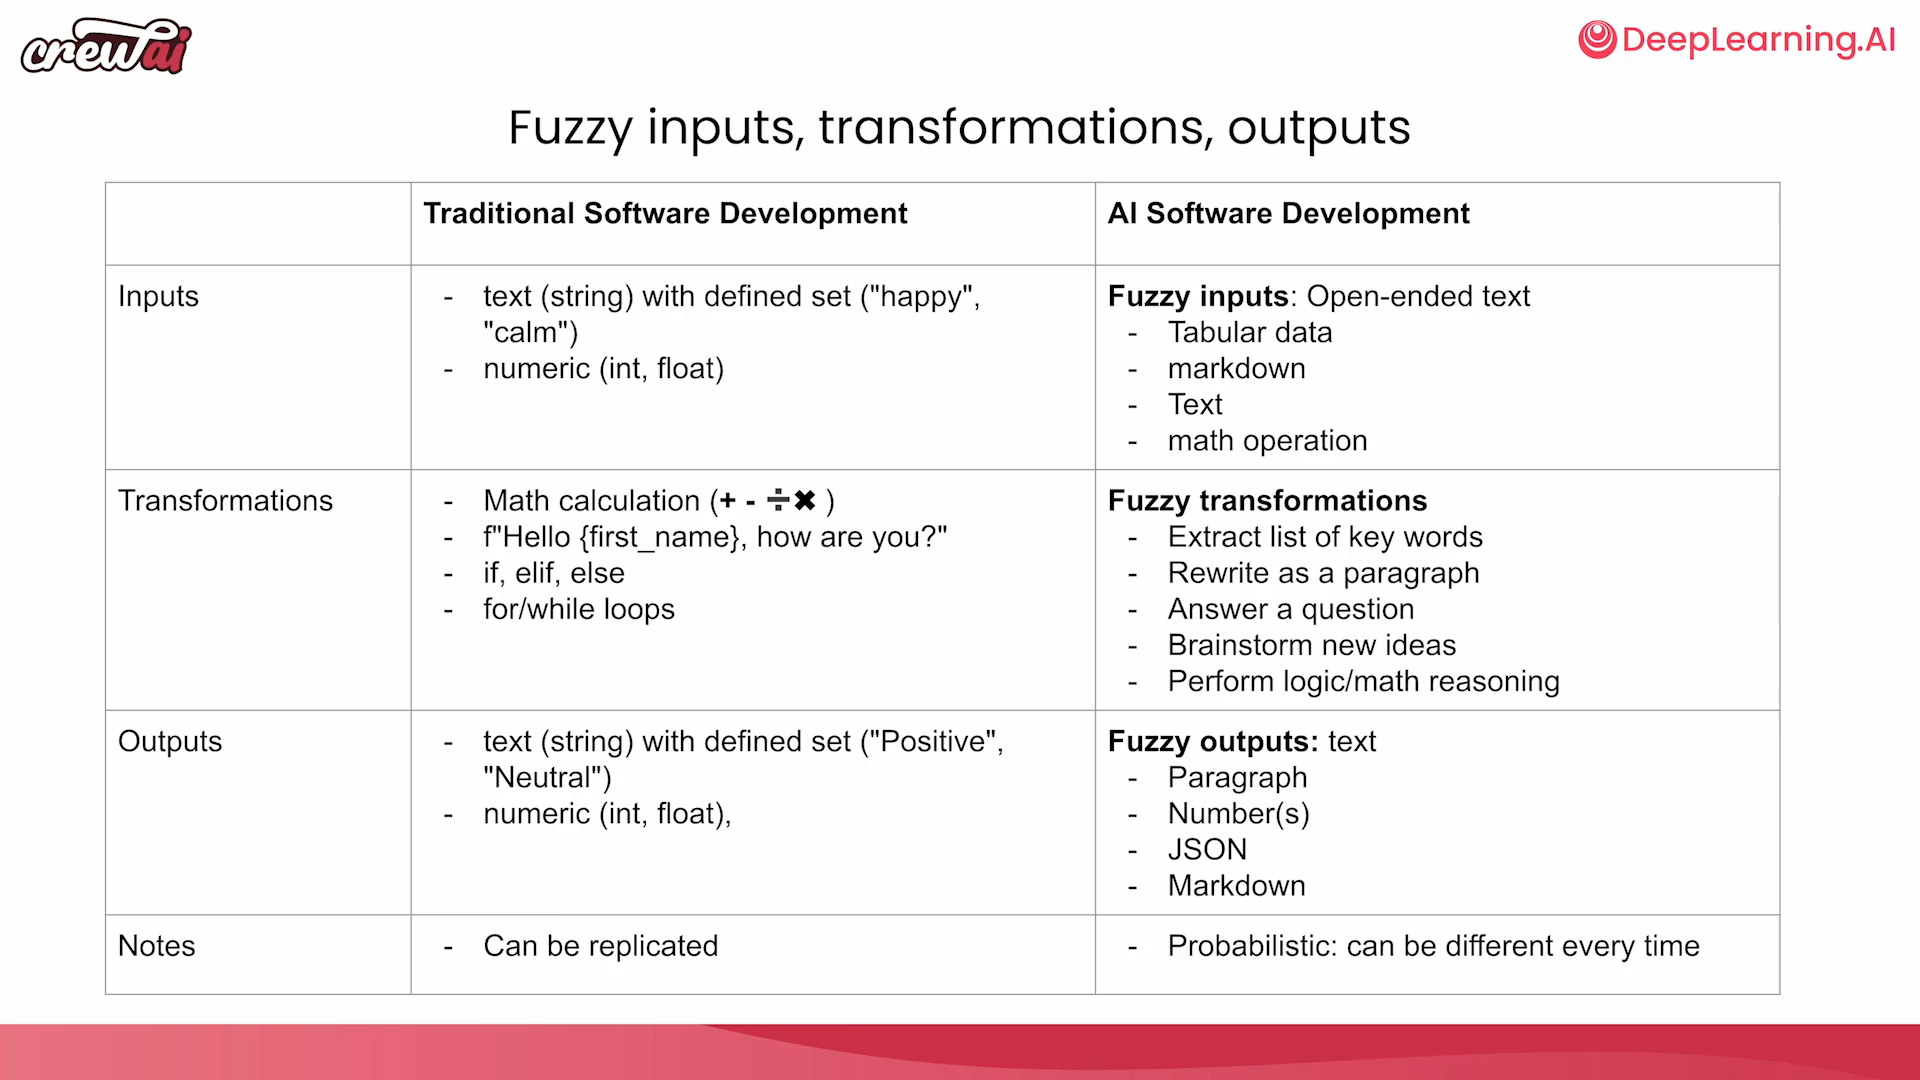 crewai
DeepLearning.AI
Fuzzy inputs, transformations, outputs
Traditional Software Development
AI Software Development
Inputs
- text (string) with defined set ("happy",
"calm")
- numeric (int, float)
Fuzzy inputs: Open-ended text
- Tabular data
- markdown
- Text
- math operation
Transformations
- Math calculation (+ - ➗✖ )
- f"Hello {first_name}, how are you?"
- if, elif, else
- for/while loops
Fuzzy transformations
- Extract list of key words
- Rewrite as a paragraph
- Answer a question
- Brainstorm new ideas
- Perform logic/math reasoning
Outputs
- text (string) with defined set ("Positive",
"Neutral")
- numeric (int, float),
Fuzzy outputs: text
- Paragraph
- Number(s)
- JSON
- Markdown
Notes
- Can be replicated
- Probabilistic: can be different every time